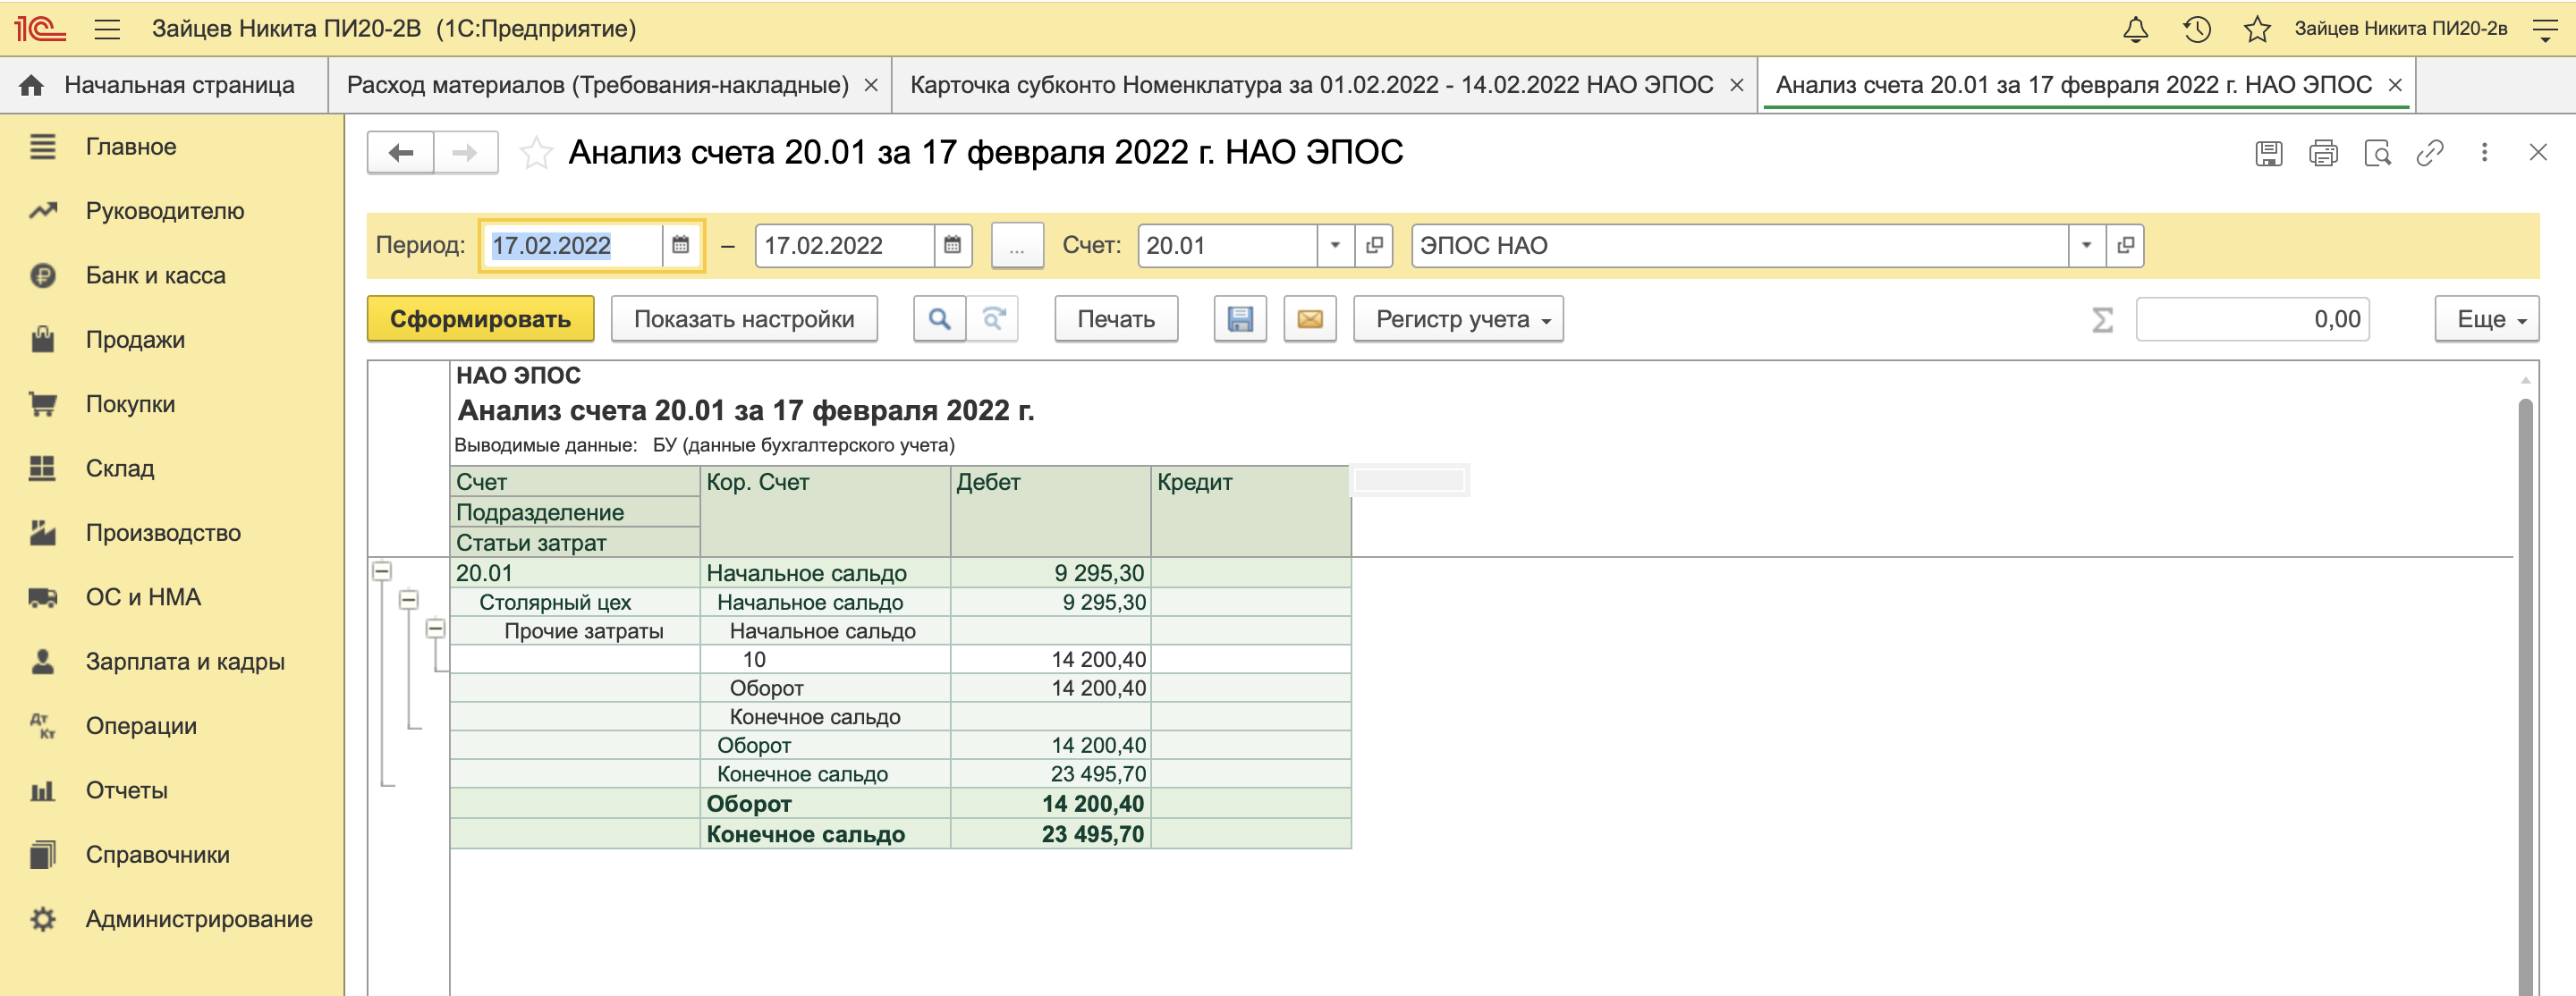 1С Зайцев Никита ПИ20-2В (1С:Предприятие) Зайцев Никита ПИ20-2в
Начальная страница Расход материалов (Требования-накладные) × Карточка субконто Номенклатура за 01.02.2022 - 14.02.2022 НАО ЭПОС × Анализ счета 20.01 за 17 февраля 2022 г. НАО ЭПОС ×
Главное
Руководителю
Банк и касса
Продажи
Покупки
Склад
Производство
ОС и НМА
Зарплата и кадры
Дт Кт Операции
Отчеты
Справочники
Администрирование
Анализ счета 20.01 за 17 февраля 2022 г. НАО ЭПОС
Период: 17.02.2022 – 17.02.2022 ... Счет: 20.01 ЭПОС НАО
Сформировать Показать настройки Печать Регистр учета Σ 0,00 Еще
НАО ЭПОС
Анализ счета 20.01 за 17 февраля 2022 г.
Выводимые данные: БУ (данные бухгалтерского учета)
Счет Кор. Счет Дебет Кредит
Подразделение
Статьи затрат
20.01 Начальное сальдо 9 295,30
Столярный цех Начальное сальдо 9 295,30
Прочие затраты Начальное сальдо
10 14 200,40
Оборот 14 200,40
Конечное сальдо
Оборот 14 200,40
Конечное сальдо 23 495,70
Оборот 14 200,40
Конечное сальдо 23 495,70